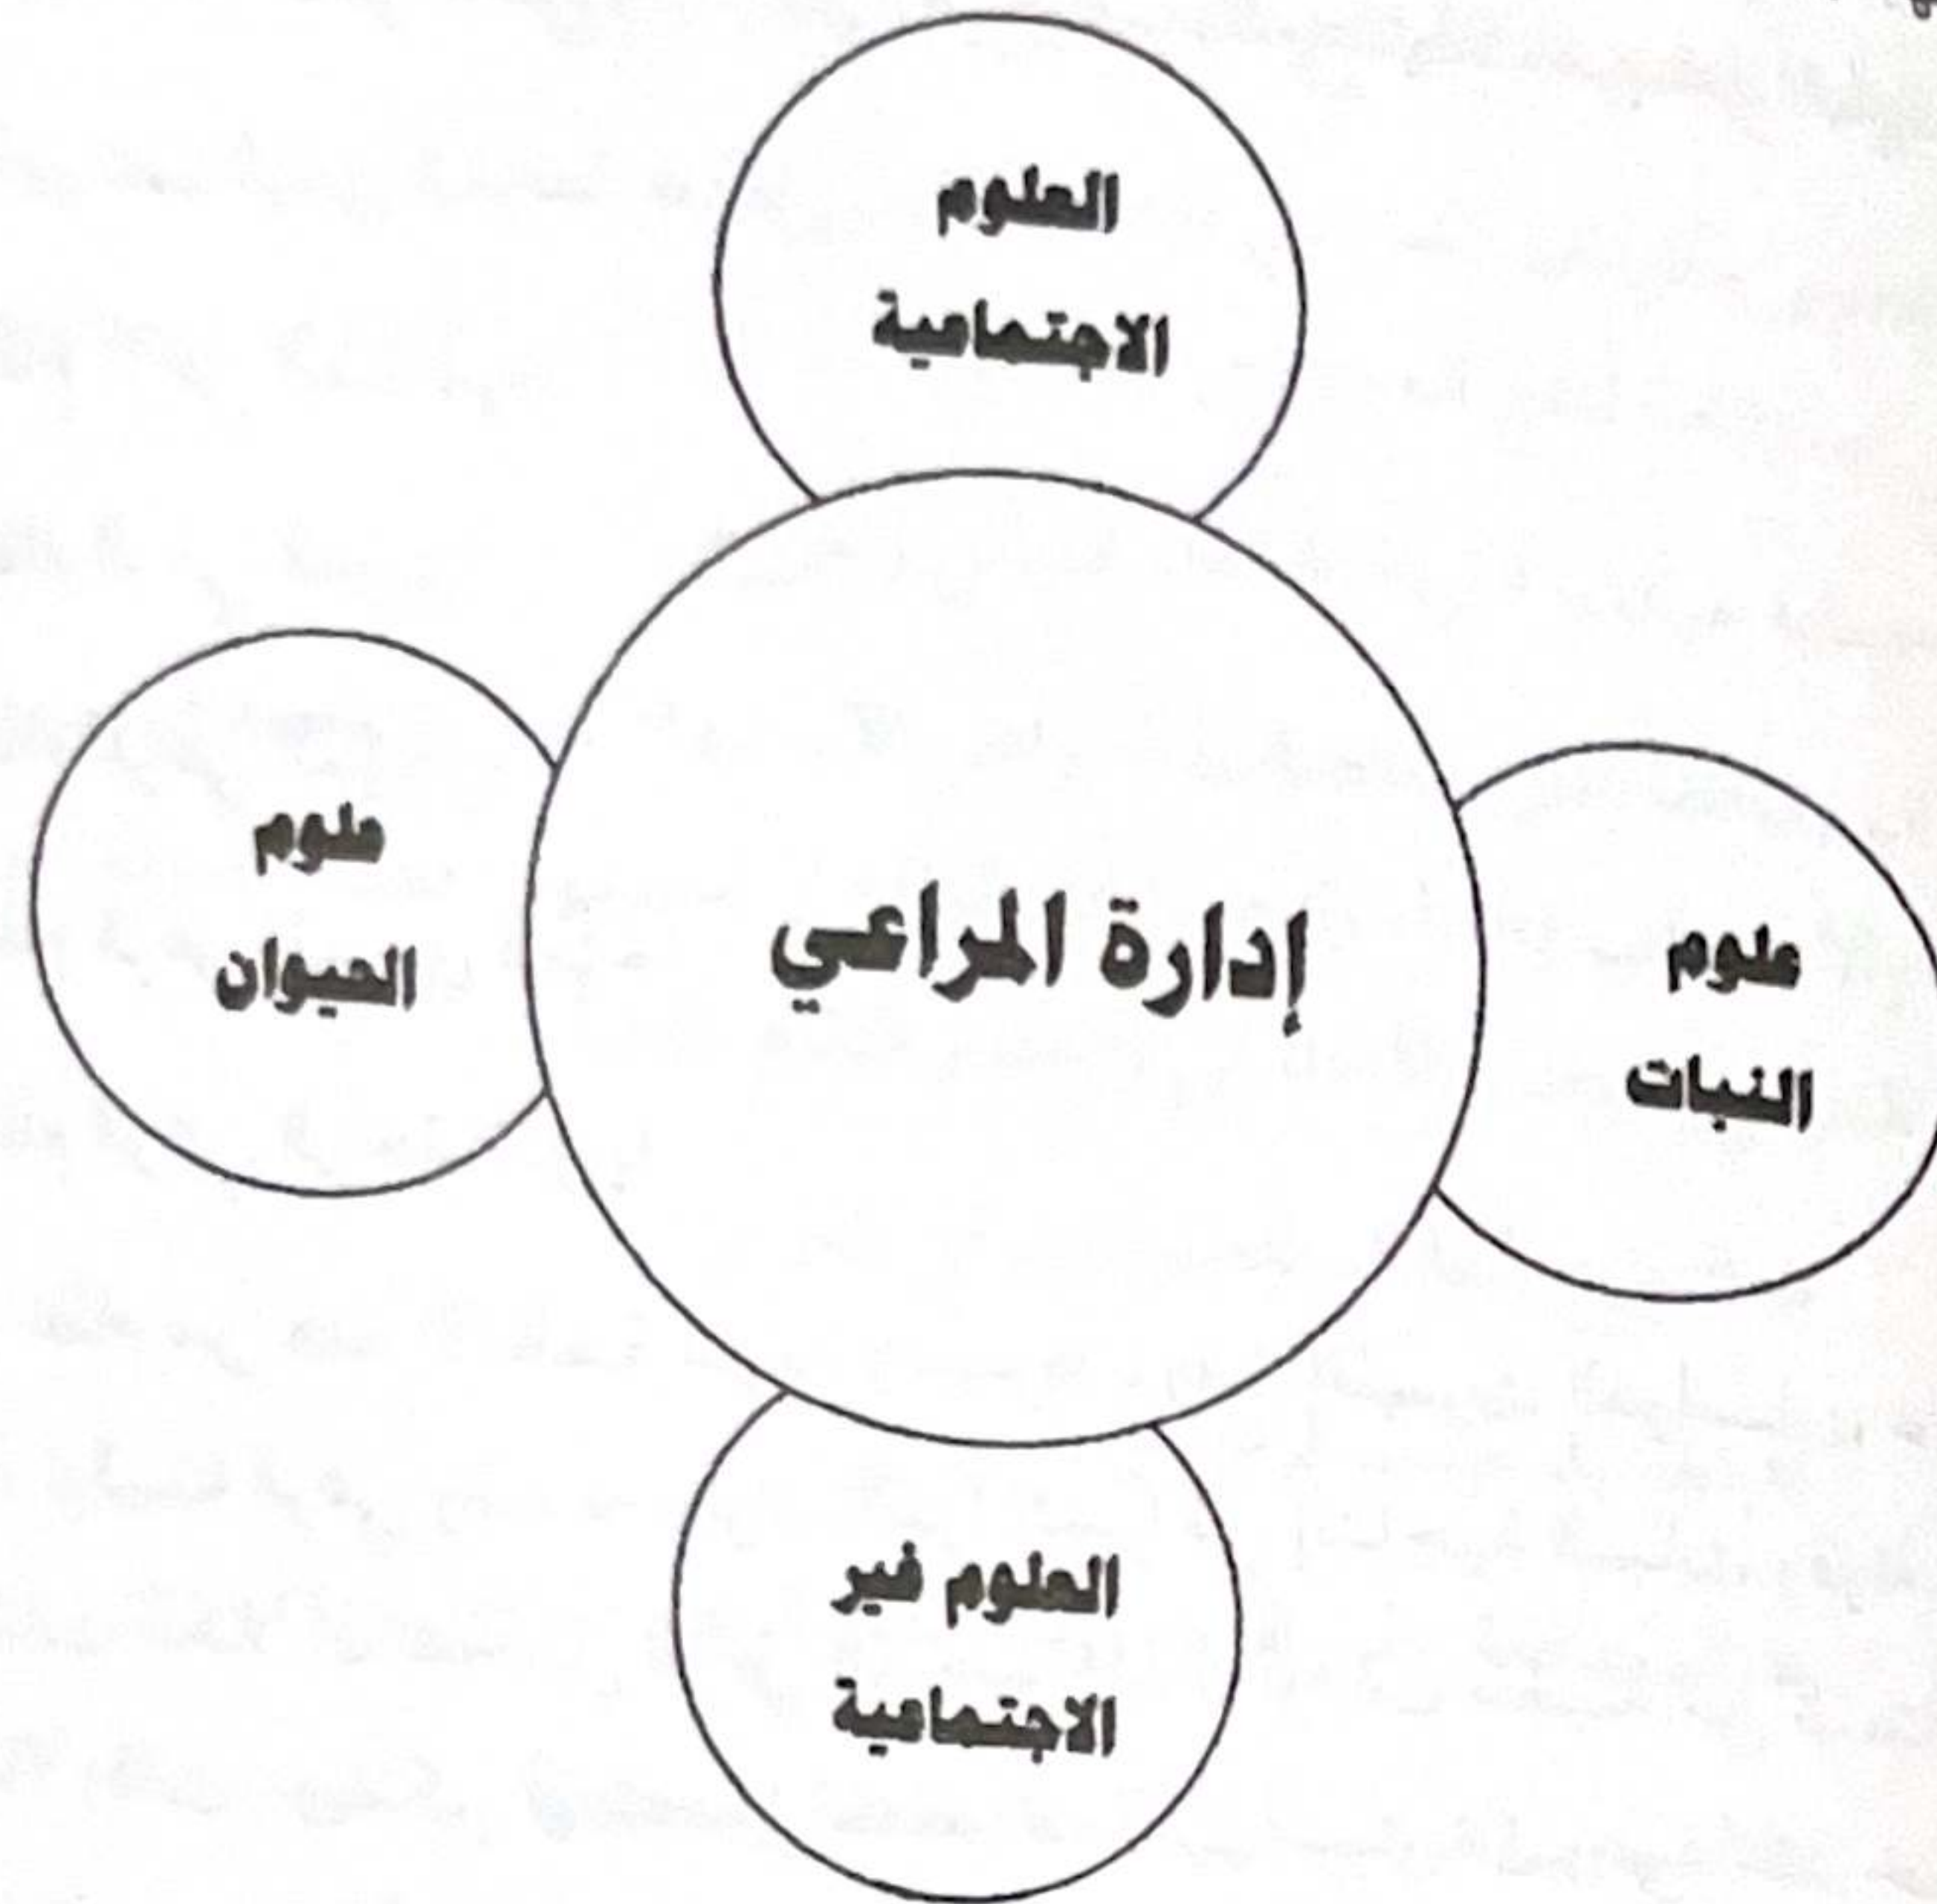 العلوم
الاجتماعية
علوم
الحيوان
إدارة المراعي
علوم
النبات
العلوم غير
الاجتماعية